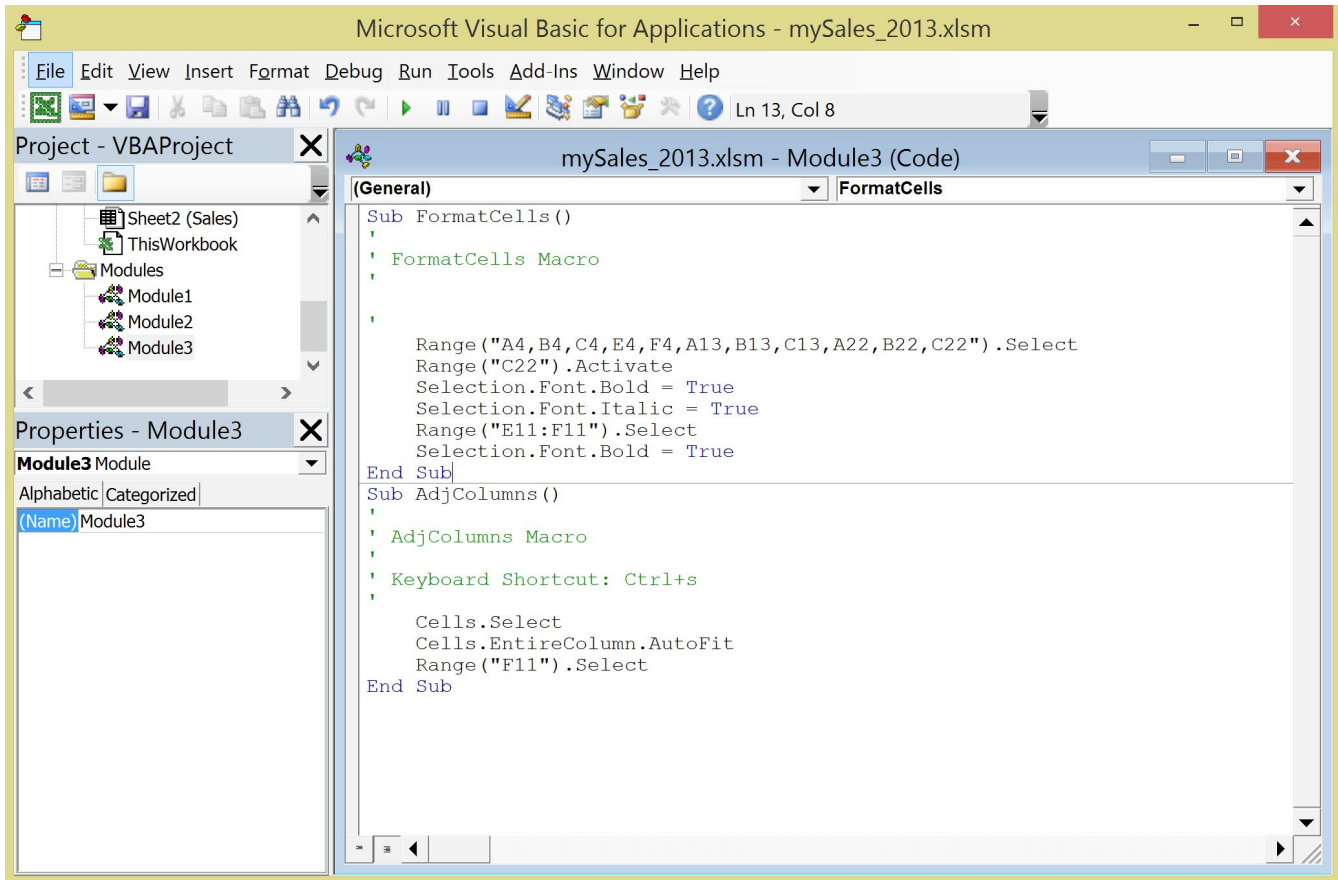 Microsoft Visual Basic for Applications - mySales_2013.xlsm
File Edit View Insert Format Debug Run Tools Add-Ins Window Help
Ln 13, Col 8
Project - VBAProject
Sheet2 (Sales)
ThisWorkbook
Modules
Module1
Module2
Module3
Properties - Module3
Module3 Module
Alphabetic Categorized
(Name) Module3
mySales_2013.xlsm - Module3 (Code)
(General) FormatCells
Sub FormatCells()
'
' FormatCells Macro
'
'
Range("A4,B4,C4,E4,F4,A13,B13,C13,A22,B22,C22").Select
Range("C22").Activate
Selection.Font.Bold = True
Selection.Font.Italic = True
Range("E11:F11").Select
Selection.Font.Bold = True
End Sub
Sub AdjColumns()
'
' AdjColumns Macro
'
' Keyboard Shortcut: Ctrl+s
'
Cells.Select
Cells.EntireColumn.AutoFit
Range("F11").Select
End Sub